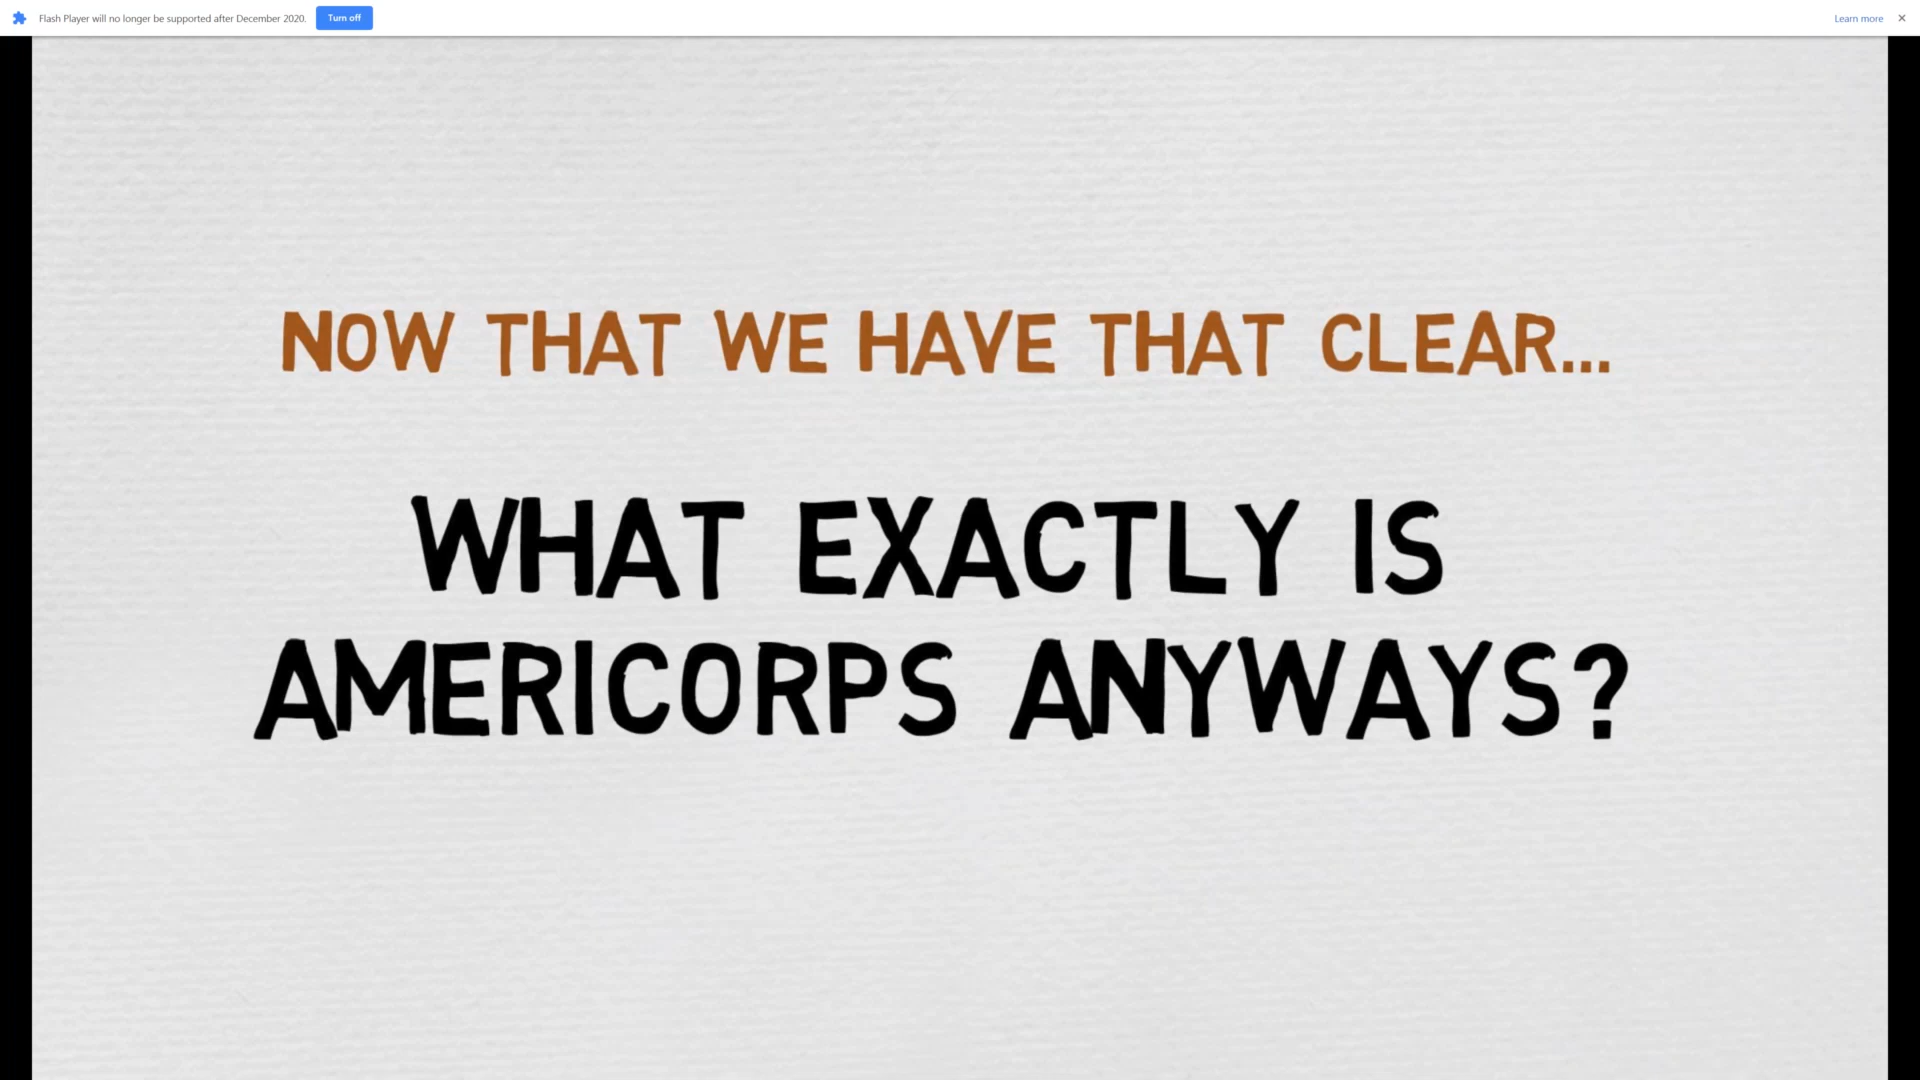 Flash Player will no longer be supported after December 2020. Turn off Learn more
NOW THAT WE HAVE THAT CLEAR...
WHAT EXACTLY IS
AMERICORPS ANYWAYS?